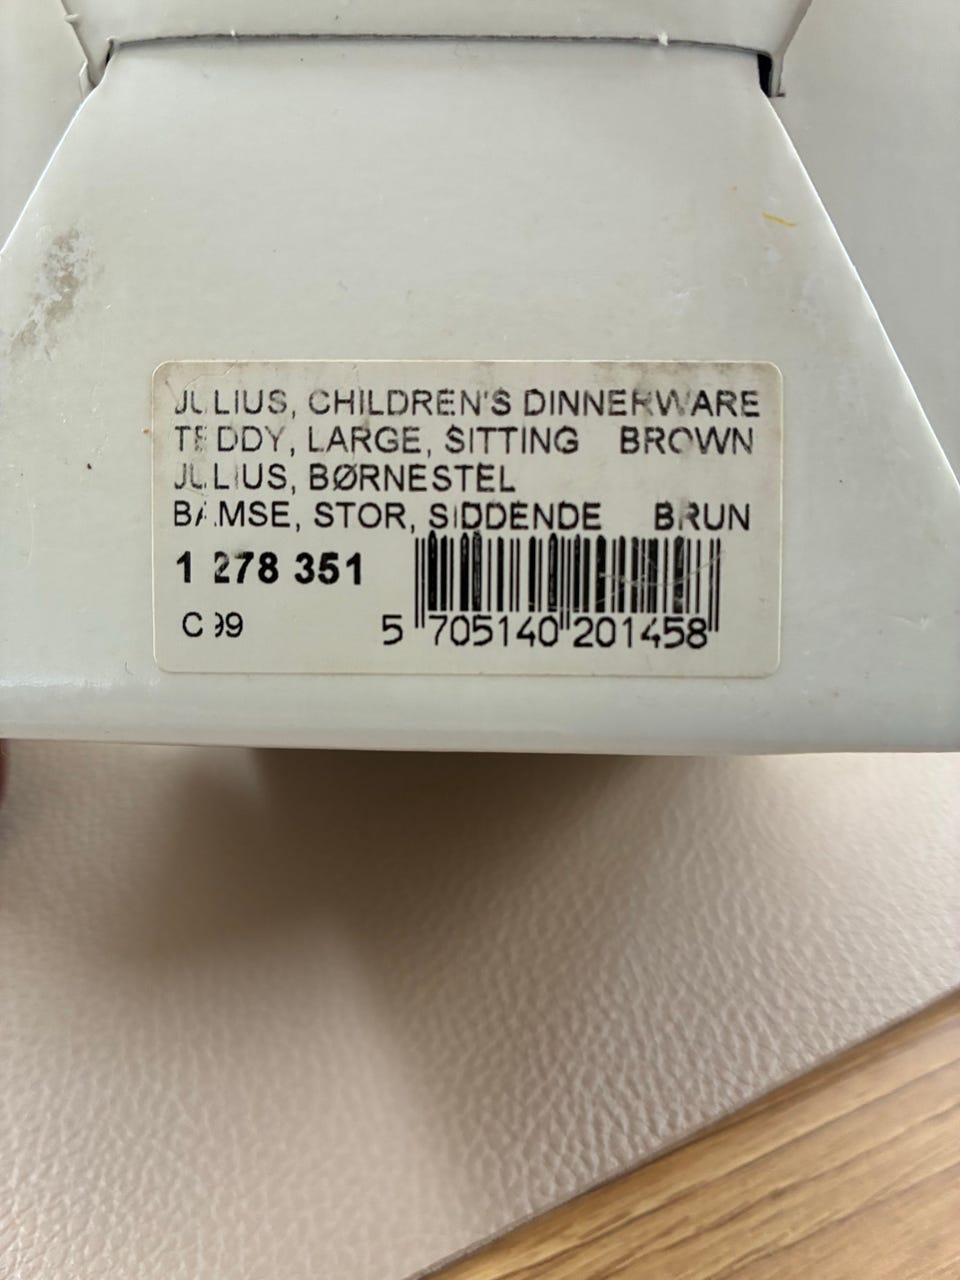 JULIUS, CHILDREN'S DINNERWARE
TEDDY, LARGE, SITTING BROWN
JULIUS, BØRNESTEL
BAMSE, STOR, SIDDENDE BRUN
1 278 351
C 99
5 705140 201458